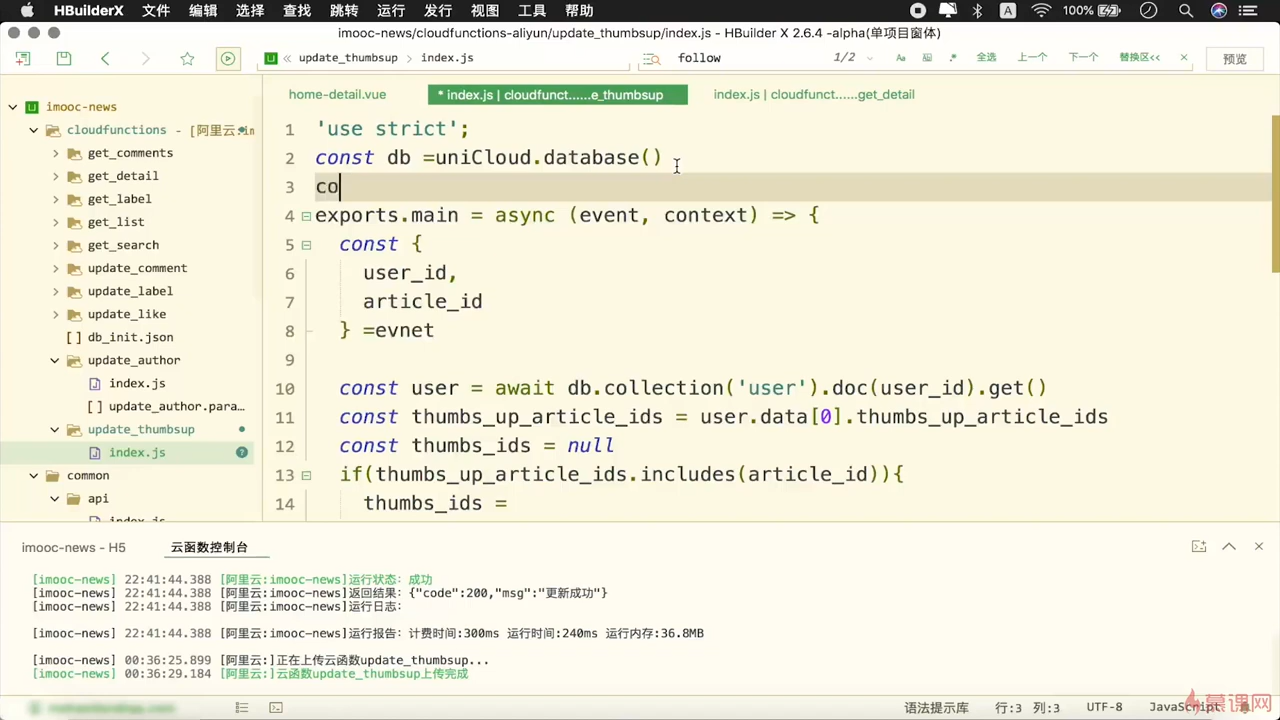 HBuilderX 文件 编辑 选择 查找 跳转 运行 发行 视图 工具 帮助 A 100%
imooc-news/cloudfunctions-aliyun/update_thumbsup/index.js - HBuilder X 2.6.4 -alpha(单项目窗体)
U « update_thumbsup > index.js follow 1/2 Aa 全选 上一个 下一个 替换区<< × 预览
home-detail.vue
* index.js | cloudfunct......e_thumbsup
index.js | cloudfunct......get_detail
imooc-news
cloudfunctions - [阿里云:im
get_comments
get_detail
get_label
get_list
get_search
update_comment
update_label
update_like
[ ] db_init.json
update_author
index.js
[ ] update_author.para...
update_thumbsup
index.js ?
common
api
index.js
1 'use strict';
2 const db =uniCloud.database()
3 co
4 exports.main = async (event, context) => {
5 const {
6 user_id,
7 article_id
8 } =evnet
9
10 const user = await db.collection('user').doc(user_id).get()
11 const thumbs_up_article_ids = user.data[0].thumbs_up_article_ids
12 const thumbs_ids = null
13 if(thumbs_up_article_ids.includes(article_id)){
14 thumbs_ids =
imooc-news - H5 云函数控制台
[imooc-news] 22:41:44.388 [阿里云:imooc-news]运行状态：成功
[imooc-news] 22:41:44.388 [阿里云:imooc-news]返回结果：{"code":200,"msg":"更新成功"}
[imooc-news] 22:41:44.388 [阿里云:imooc-news]运行日志：
[imooc-news] 22:41:44.388 [阿里云:imooc-news]运行报告：计费时间:300ms 运行时间:240ms 运行内存:36.8MB
[imooc-news] 00:36:25.899 [阿里云:]正在上传云函数update_thumbsup...
[imooc-news] 00:36:29.184 [阿里云:]云函数update_thumbsup上传完成
语法提示库 行:3 列:3 UTF-8 JavaScript
慕课网